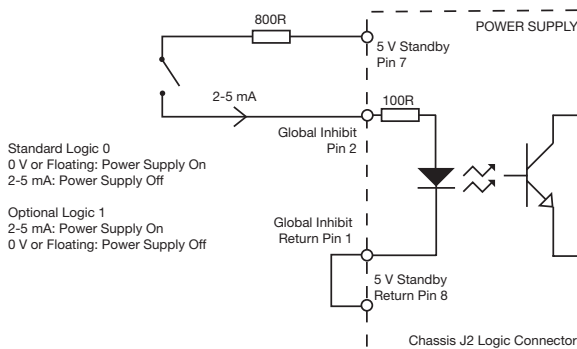 800R
POWER SUPPLY
5 V Standby
Pin 7
2-5 mA
100R
Global Inhibit
Pin 2
Standard Logic 0
0 V or Floating: Power Supply On
2-5 mA: Power Supply Off
Optional Logic 1
2-5 mA: Power Supply On
0 V or Floating: Power Supply Off
Global Inhibit
Return Pin 1
5 V Standby
Return Pin 8
Chassis J2 Logic Connector